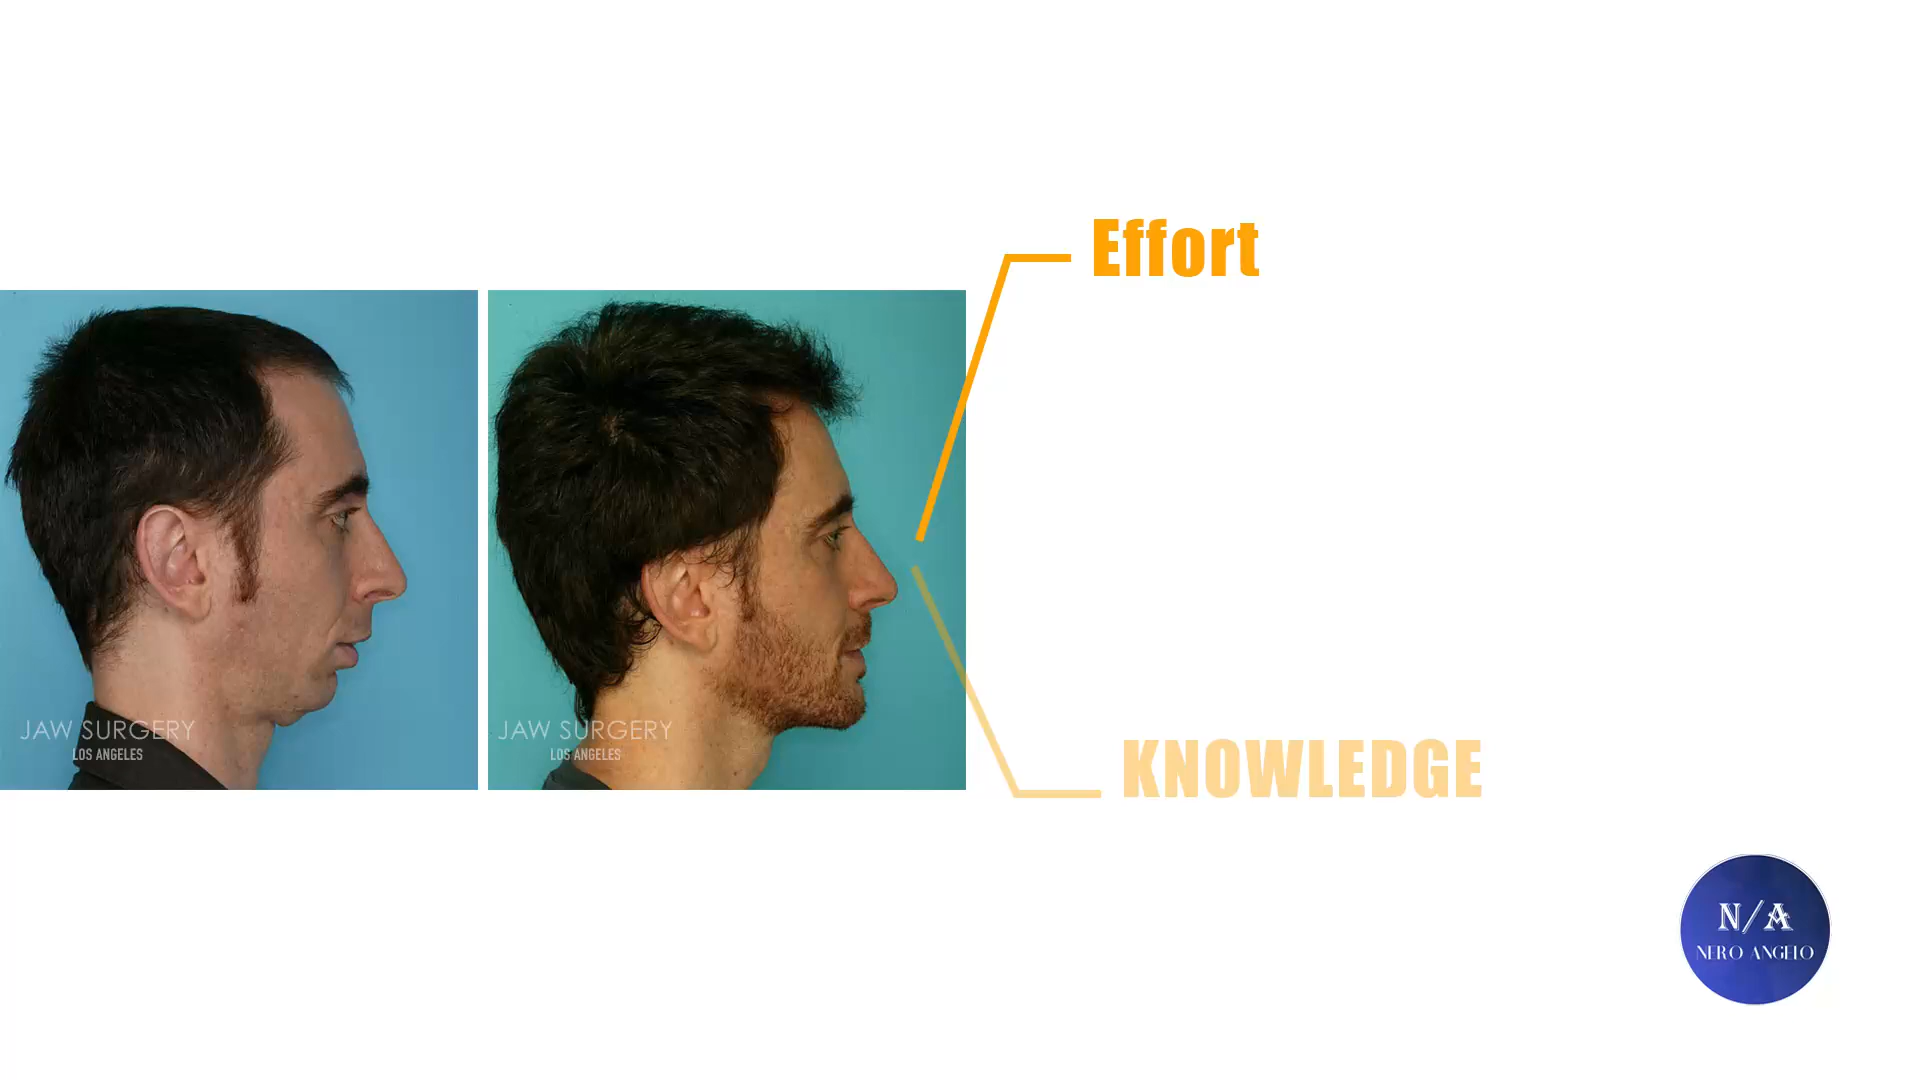 Effort
JAW SURGERY
LOS ANGELES
JAW SURGERY
LOS ANGELES
KNOWLEDGE
N/A
NERO ANGELO